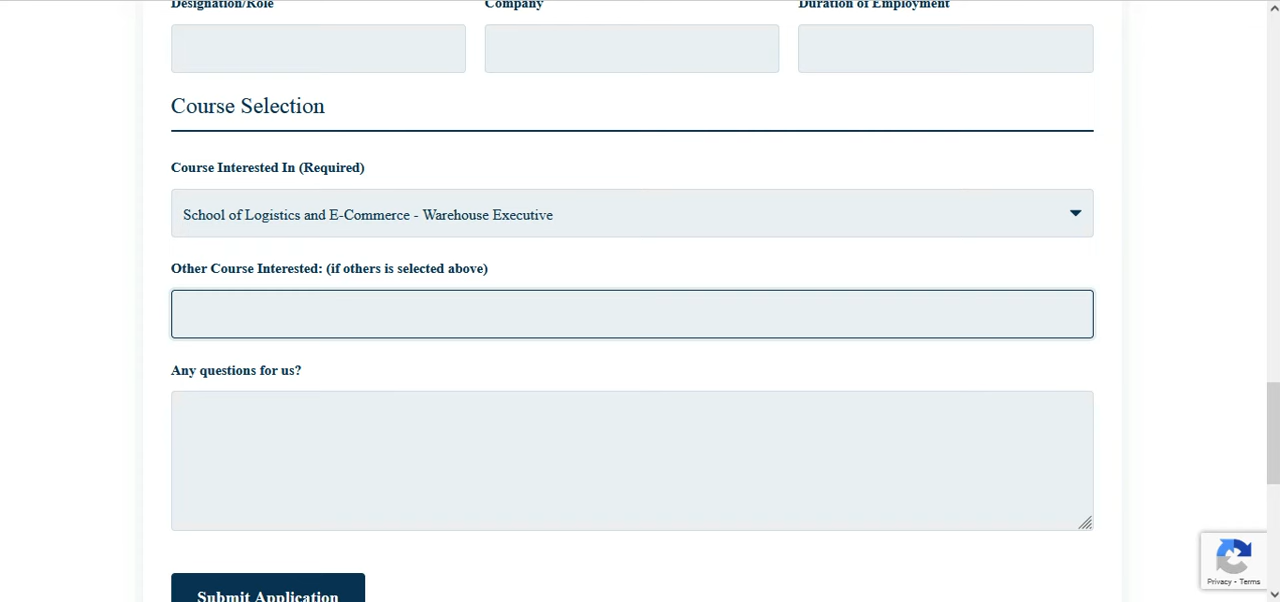 Designation/Role Company Duration of Employment
Course Selection
Course Interested In (Required)
School of Logistics and E-Commerce - Warehouse Executive
Other Course Interested: (if others is selected above)
Any questions for us?
Submit Application
Privacy - Terms